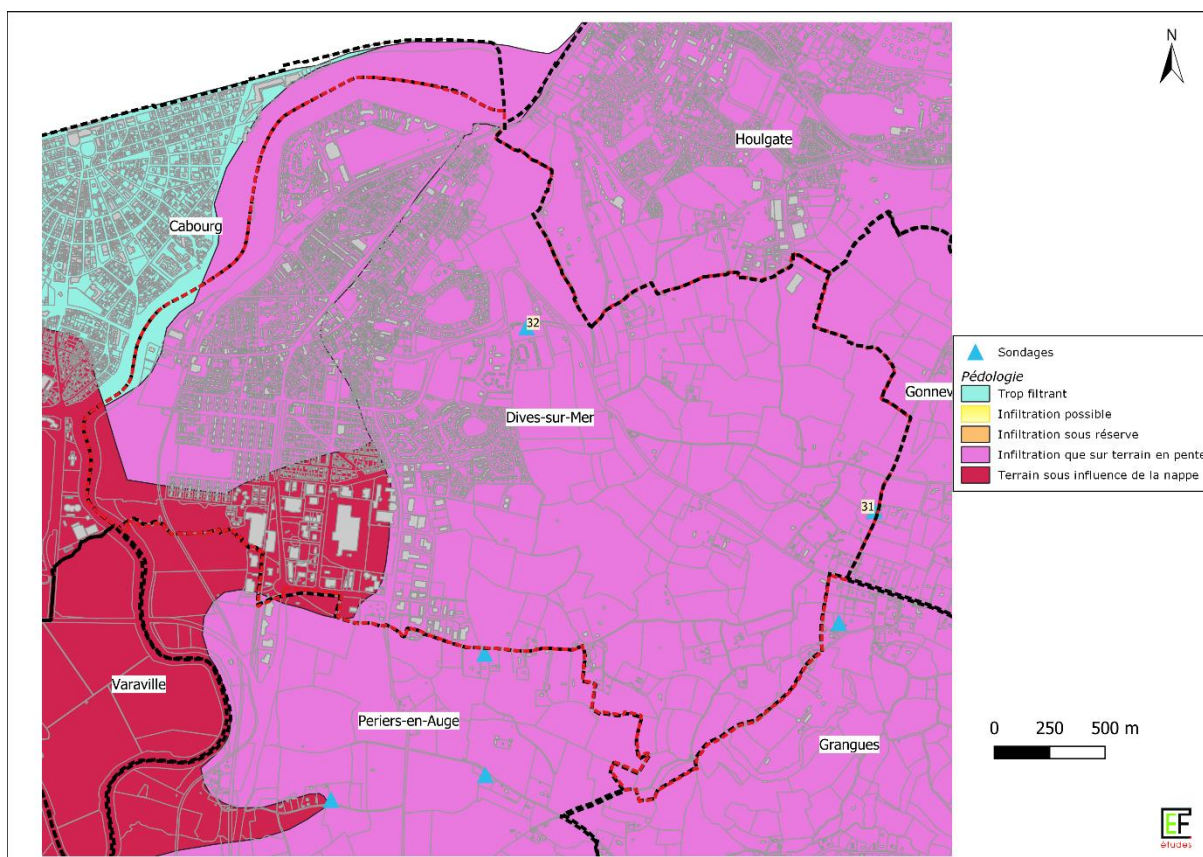 N
Houlgate
Cabourg
32
Dives-sur-Mer
Gonnev
31
Varaville
Periers-en-Auge
Grangues
Sondages
Pédologie
Trop filtrant
Infiltration possible
Infiltration sous réserve
Infiltration que sur terrain en pente
Terrain sous influence de la nappe
0 250 500 m
EF
études